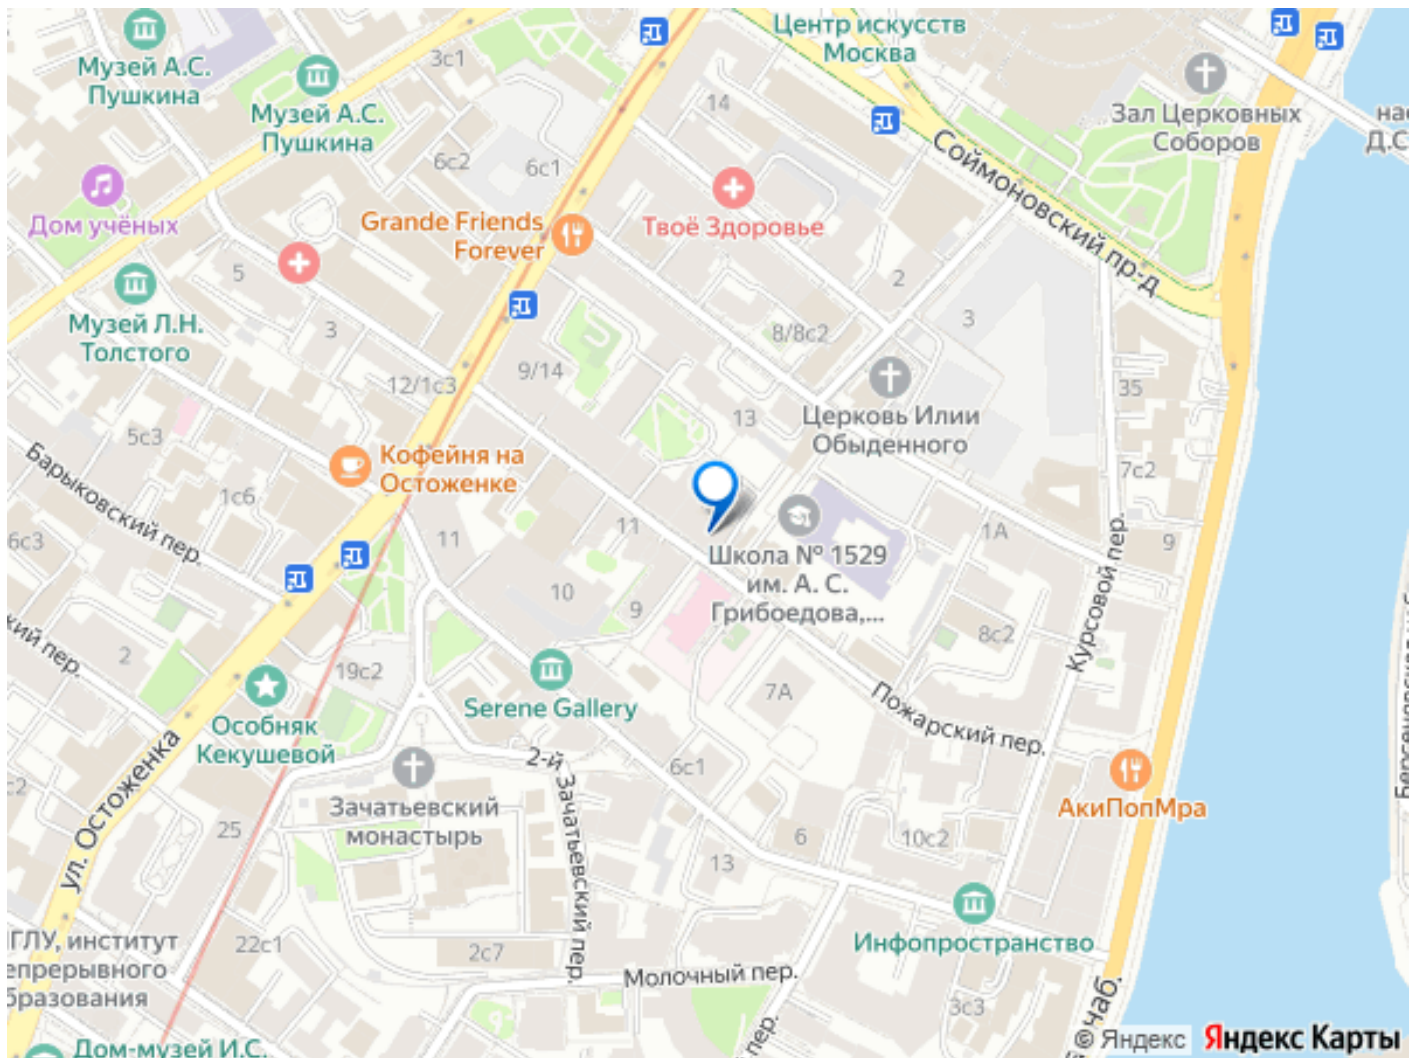 Центр искусств
Москва
3с1
Музей А.С.
Пушкина
Музей А.С.
Пушкина
14
Зал Церковных
Соборов
Соймоновский пр-д
6с2
6с1
Дом учёных
Grande Friends
Forever
Твоё Здоровье
5
2
Музей Л.Н.
Толстого
3
8/8с2
3
9/14
12/1с3
35
13
Церковь Илии
Обыденного
5с3
Барыковский пер.
Кофейня на
Остоженке
7с2
1с6
6с3
11
11
1А
9
Школа № 1529
им. А. С.
Грибоедова,...
10
9
Курсовой пер.
8с2
2
19с2
7А
Serene Gallery
Пожарский пер.
Особняк
Кекушевой
ул. Остоженка
2-й Зачатьевский пер.
6с1
АкиПопМра
Зачатьевский
монастырь
25
6
10с2
13
Инфопространство
22с1
2с7
Молочный пер.
3с3
Дом-музей И.С.
© Яндекс
Яндекс Карты